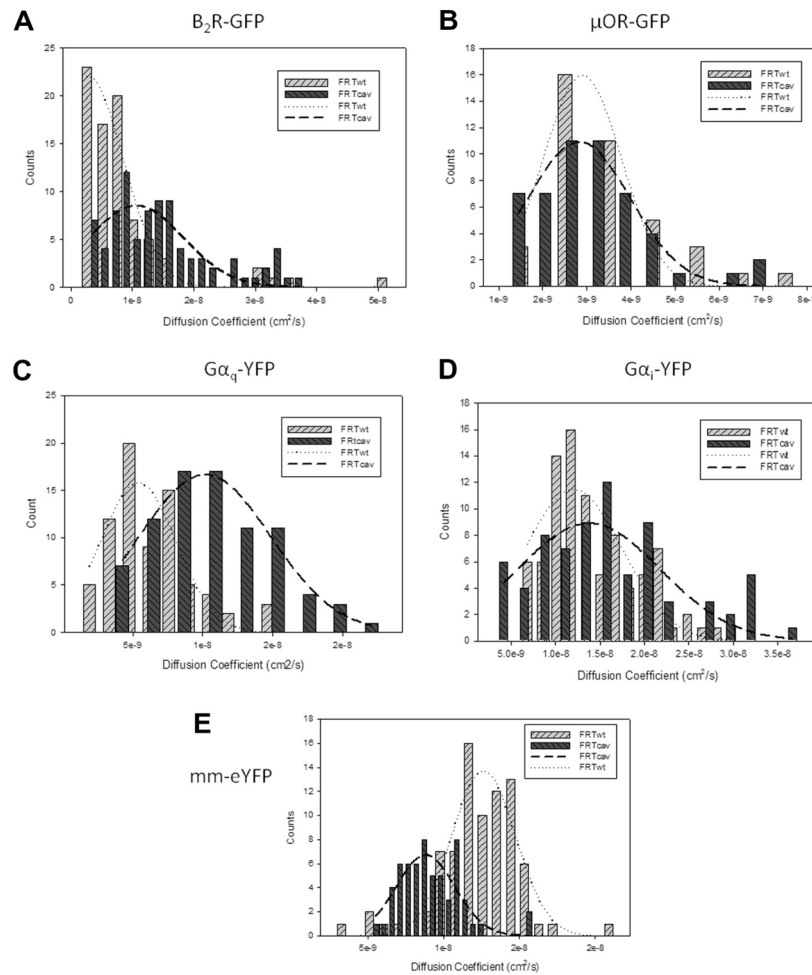 A
B₂R-GFP
25
20
15
10
5
0
Counts
FRTwt
FRTcav
FRTwt
FRTcav
0 1e-8 2e-8 3e-8 4e-8 5e-8
Diffusion Coefficient (cm²/s)
B
µOR-GFP
20
18
16
14
12
10
8
6
4
2
0
Counts
FRTwt
FRTcav
FRTwt
FRTcav
1e-9 2e-9 3e-9 4e-9 5e-9 6e-9 7e-9 8e-9
Diffusion Coefficient (cm²/s)
C
Gα_q-YFP
25
20
15
10
5
0
Count
FRTwt
FRtcav
FRTwt
FRTcav
5e-9 1e-8 2e-8 2e-8
Diffusion Coefficient (cm2/s)
D
Gα_i-YFP
18
16
14
12
10
8
6
4
2
0
Counts
FRTwt
FRTcav
FRTwt
FRTcav
5.0e-9 1.0e-8 1.5e-8 2.0e-8 2.5e-8 3.0e-8 3.5e-8
Diffusion Coefficient (cm²/s)
E
mm-eYFP
18
16
14
12
10
8
6
4
2
0
Counts
FRTwt
FRTcav
FRTcav
FRTwt
5e-9 1e-8 2e-8 2e-8
Diffusion Coefficient (cm²/s)